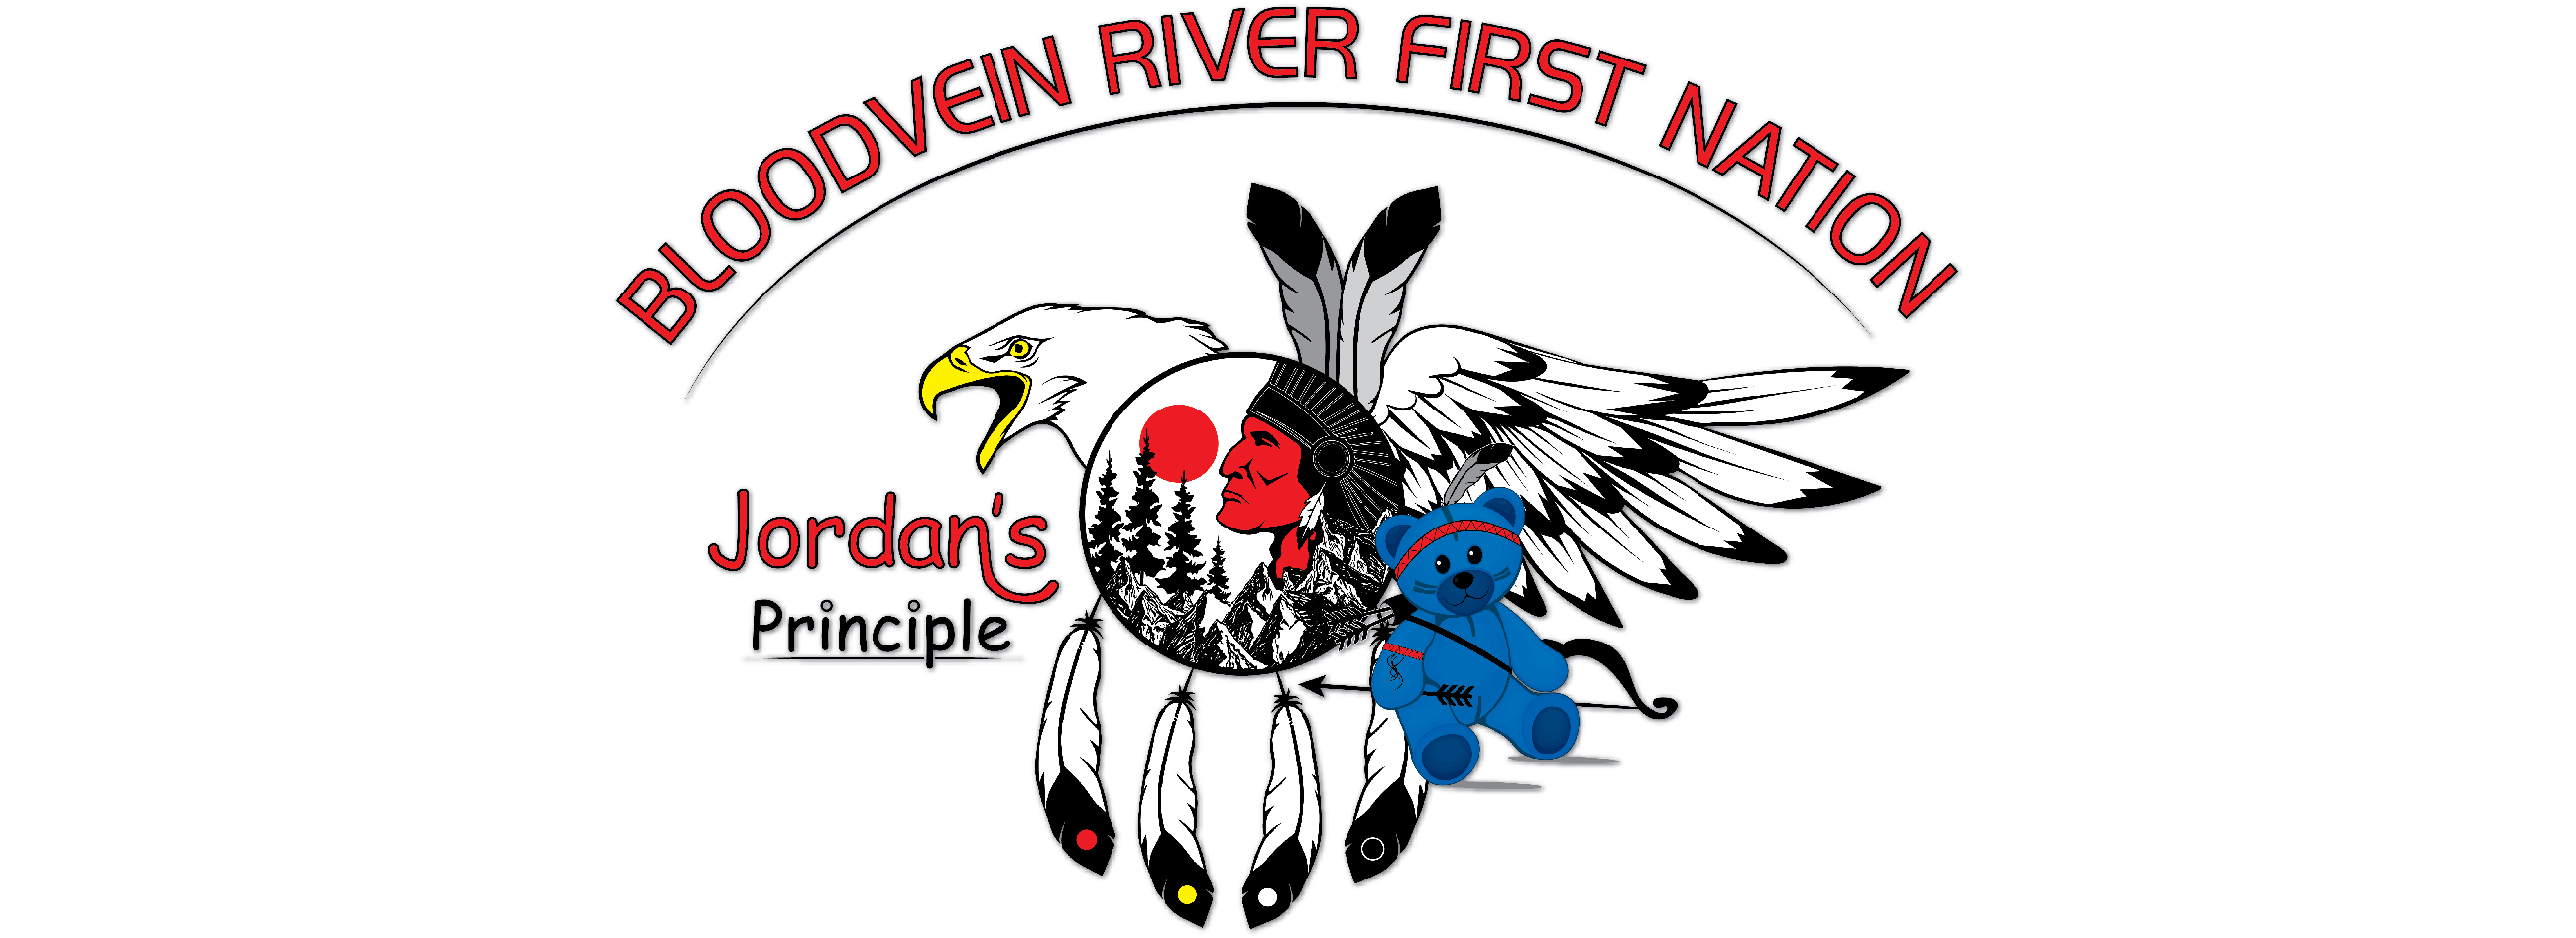 BLOODVEIN RIVER FIRST NATION
Jordan's
Principle